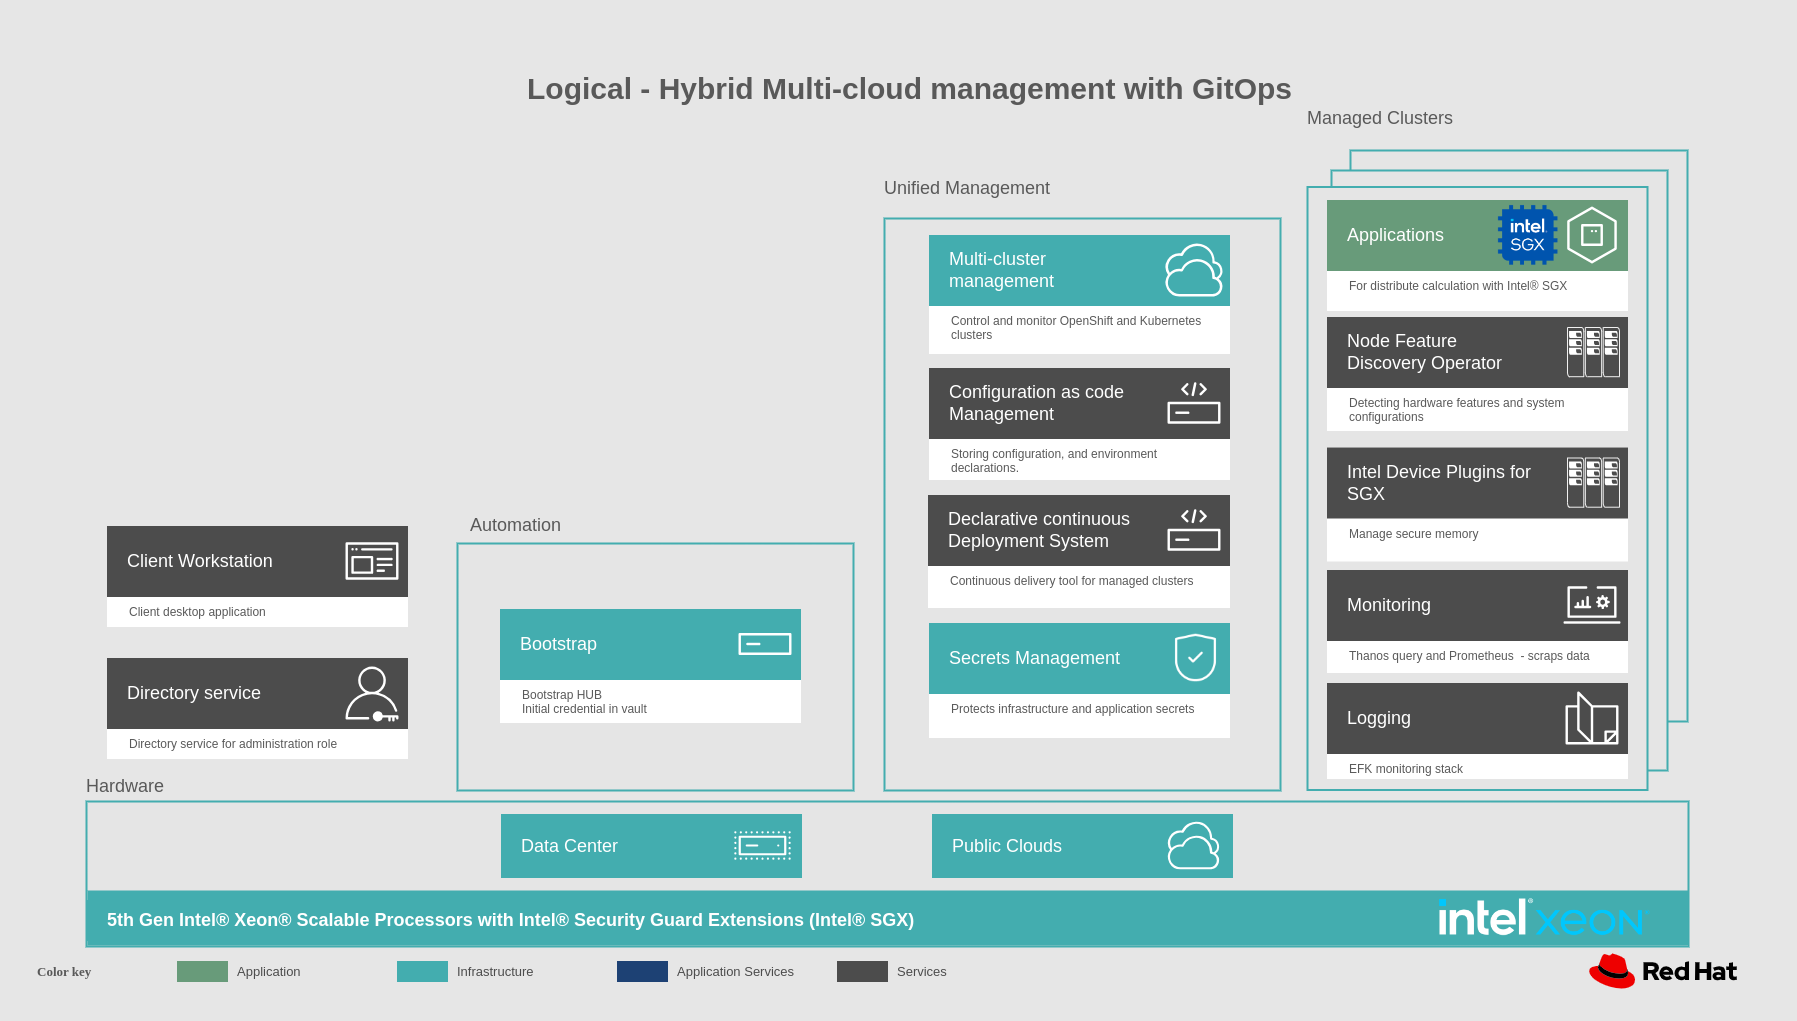 Logical - Hybrid Multi-cloud management with GitOps
Managed Clusters
Unified Management
Applications
intel
SGX
For distribute calculation with Intel® SGX
Multi-cluster
management
Control and monitor OpenShift and Kubernetes
clusters
Node Feature
Discovery Operator
Detecting hardware features and system
configurations
Configuration as code
Management
Storing configuration, and environment
declarations.
Intel Device Plugins for
SGX
Manage secure memory
Declarative continuous
Deployment System
Continuous delivery tool for managed clusters
Client Workstation
Client desktop application
Automation
Bootstrap
Bootstrap HUB
Initial credential in vault
Secrets Management
Protects infrastructure and application secrets
Monitoring
Thanos query and Prometheus  - scraps data
Directory service
Directory service for administration role
Logging
EFK monitoring stack
Hardware
Data Center
Public Clouds
5th Gen Intel® Xeon® Scalable Processors with Intel® Security Guard Extensions (Intel® SGX)
intel® xeon
Color key
Application
Infrastructure
Application Services
Services
Red Hat